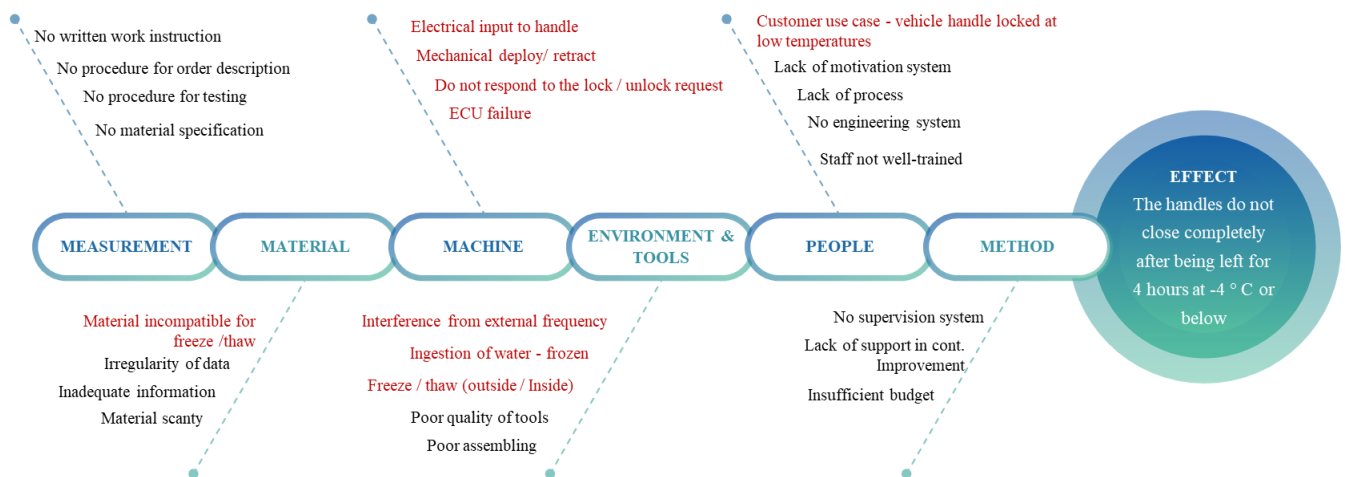 No written work instruction
No procedure for order description
No procedure for testing
No material specification
Electrical input to handle
Mechanical deploy/ retract
Do not respond to the lock / unlock request
ECU failure
Customer use case - vehicle handle locked at
low temperatures
Lack of motivation system
Lack of process
No engineering system
Staff not well-trained
MEASUREMENT
MATERIAL
MACHINE
ENVIRONMENT &
TOOLS
PEOPLE
METHOD
EFFECT
The handles do not
close completely
after being left for
4 hours at -4 ° C or
below
Material incompatible for
freeze /thaw
Irregularity of data
Inadequate information
Material scanty
Interference from external frequency
Ingestion of water - frozen
Freeze / thaw (outside / Inside)
Poor quality of tools
Poor assembling
No supervision system
Lack of support in cont.
Improvement
Insufficient budget